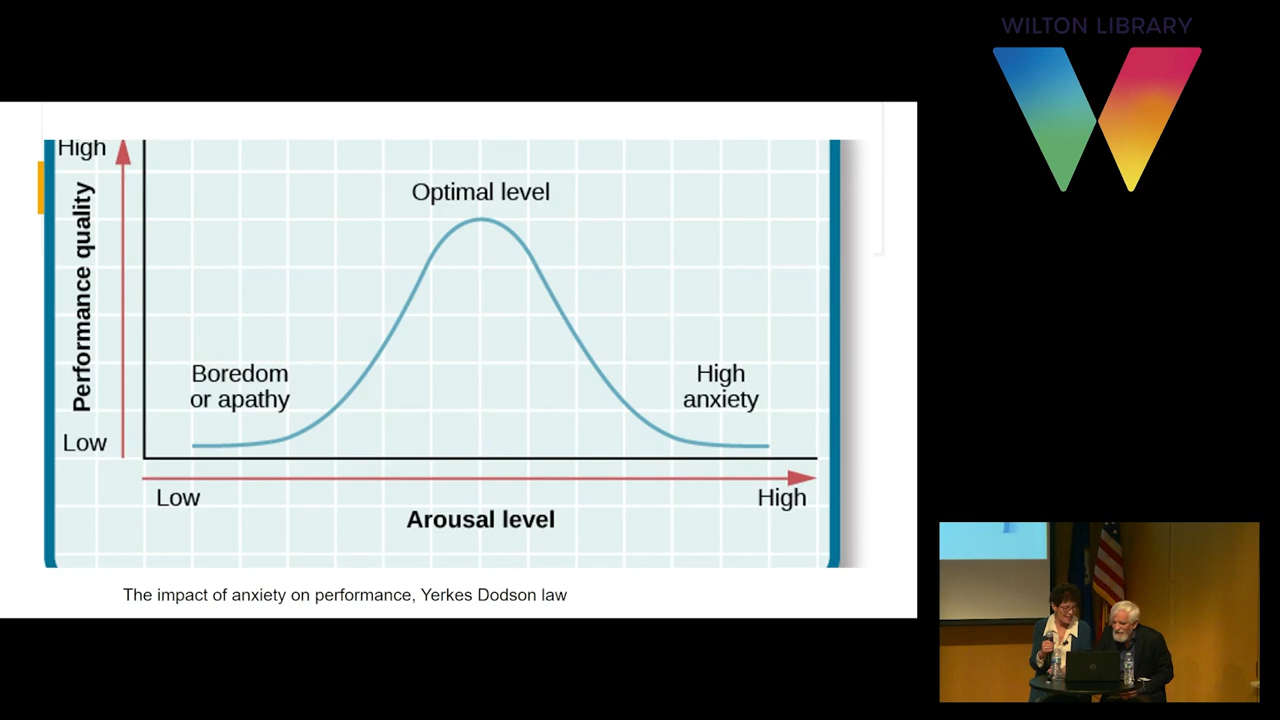 WILTON LIBRARY
High
Performance quality
Optimal level
Boredom
or apathy
High
anxiety
Low
Low
High
Arousal level
The impact of anxiety on performance, Yerkes Dodson law